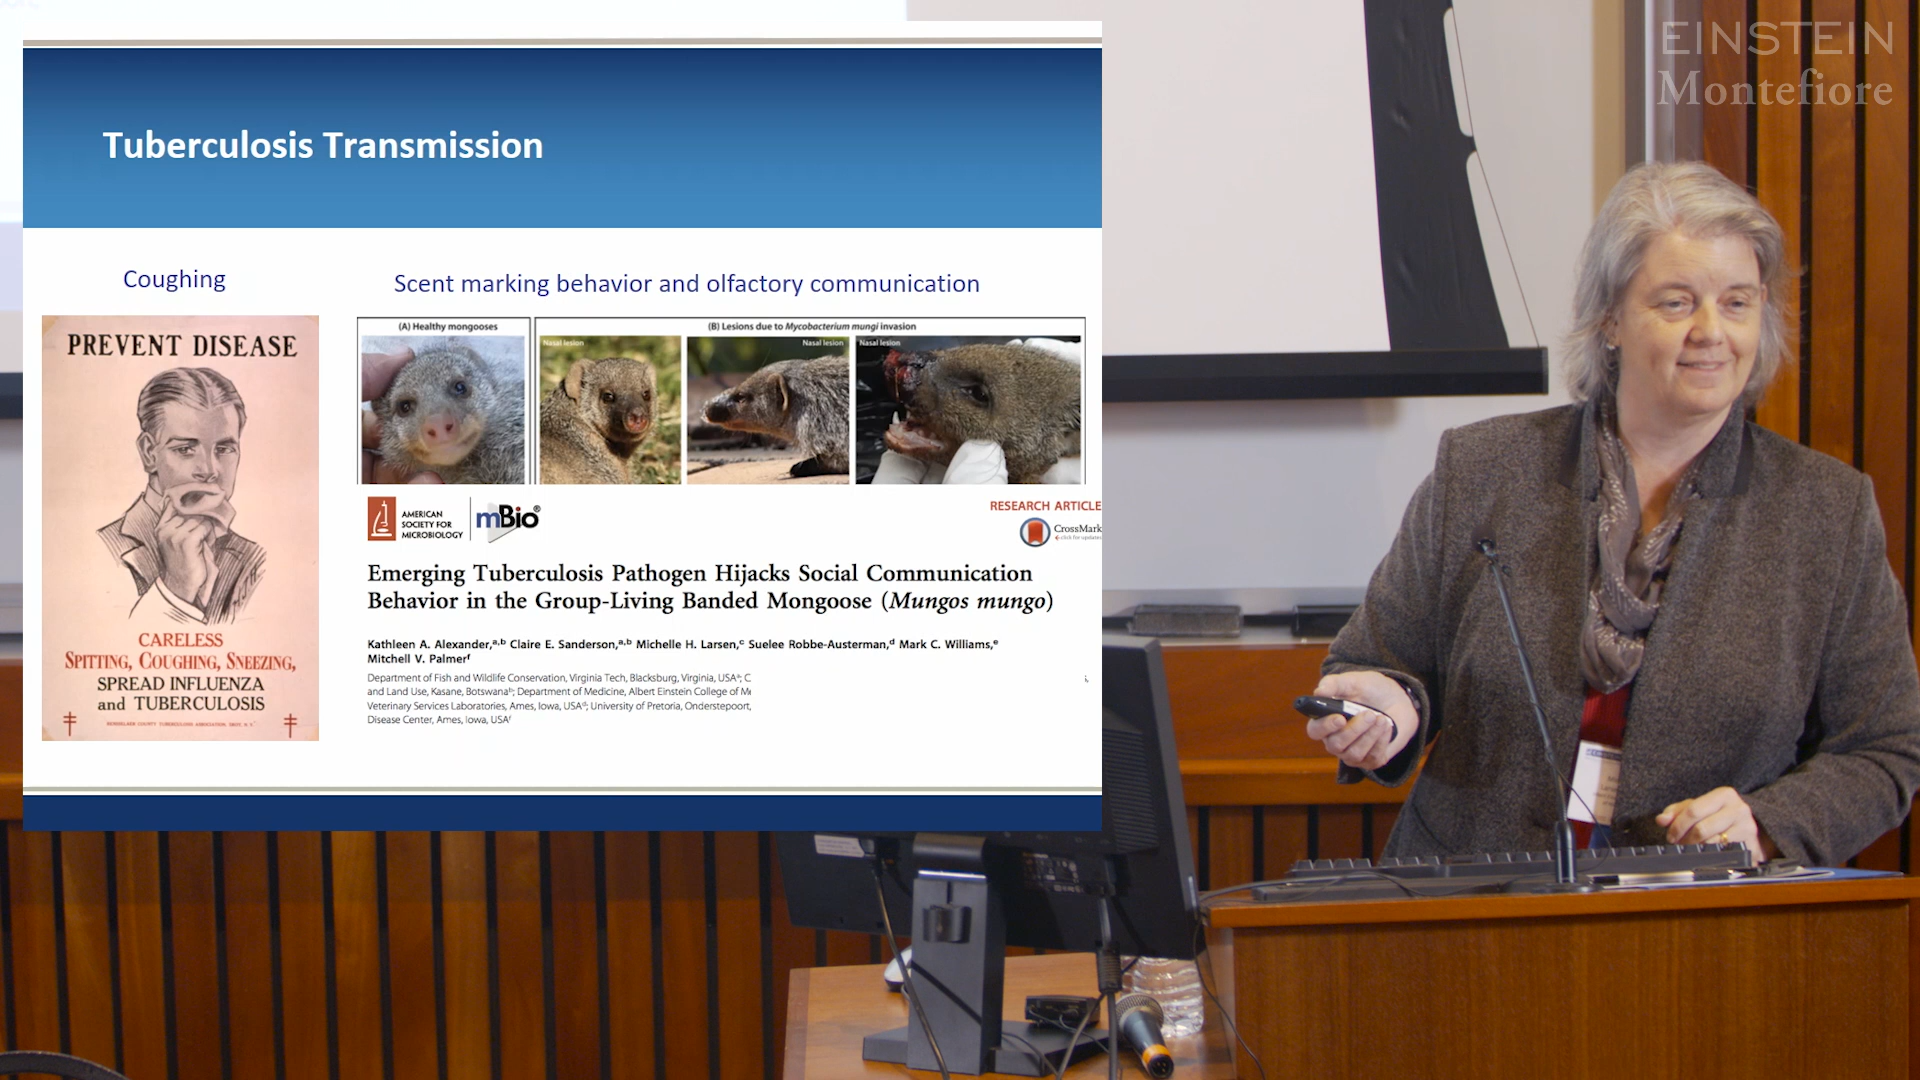 EINSTEIN
Montefiore
Tuberculosis Transmission
Coughing
PREVENT DISEASE
CARELESS
SPITTING, COUGHING, SNEEZING,
SPREAD INFLUENZA
and TUBERCULOSIS
Scent marking behavior and olfactory communication
(A) Healthy mongooses
(B) Lesions due to Mycobacterium mungi invasion
Nasal lesion
Nasal lesion
Nasal lesion
AMERICAN
SOCIETY FOR
MICROBIOLOGY
mBio®
RESEARCH ARTICLE
CrossMark
Emerging Tuberculosis Pathogen Hijacks Social Communication
Behavior in the Group-Living Banded Mongoose (Mungos mungo)
Kathleen A. Alexander,a,b Claire E. Sanderson,a,b Michelle H. Larsen,c Suelee Robbe-Austerman,d Mark C. Williams,e
Mitchell V. Palmerf
Department of Fish and Wildlife Conservation, Virginia Tech, Blacksburg, Virginia, USAa; C
and Land Use, Kasane, Botswanab; Department of Medicine, Albert Einstein College of Me
Veterinary Services Laboratories, Ames, Iowa, USAd; University of Pretoria, Onderstepoort,
Disease Center, Ames, Iowa, USAf